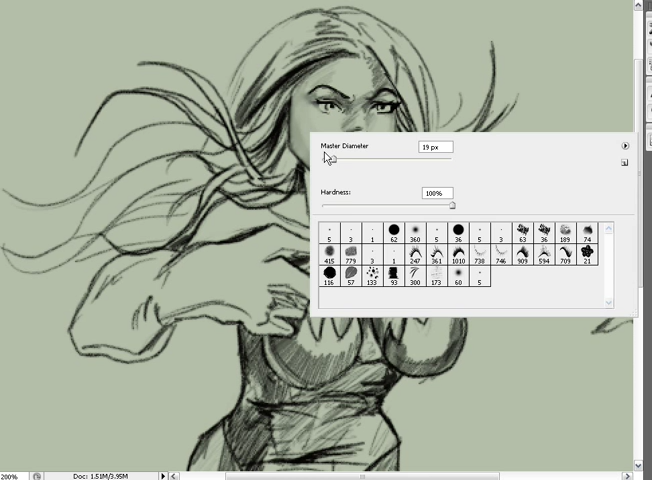 Master Diameter 19 px
Hardness: 100%
5 3 1 62 360 5 36 5 3 63 36 189 74
415 779 3 1 247 361 1010 738 746 909 594 709 21
116 57 133 93 300 173 60 5
200% Doc: 1.51M/3.95M